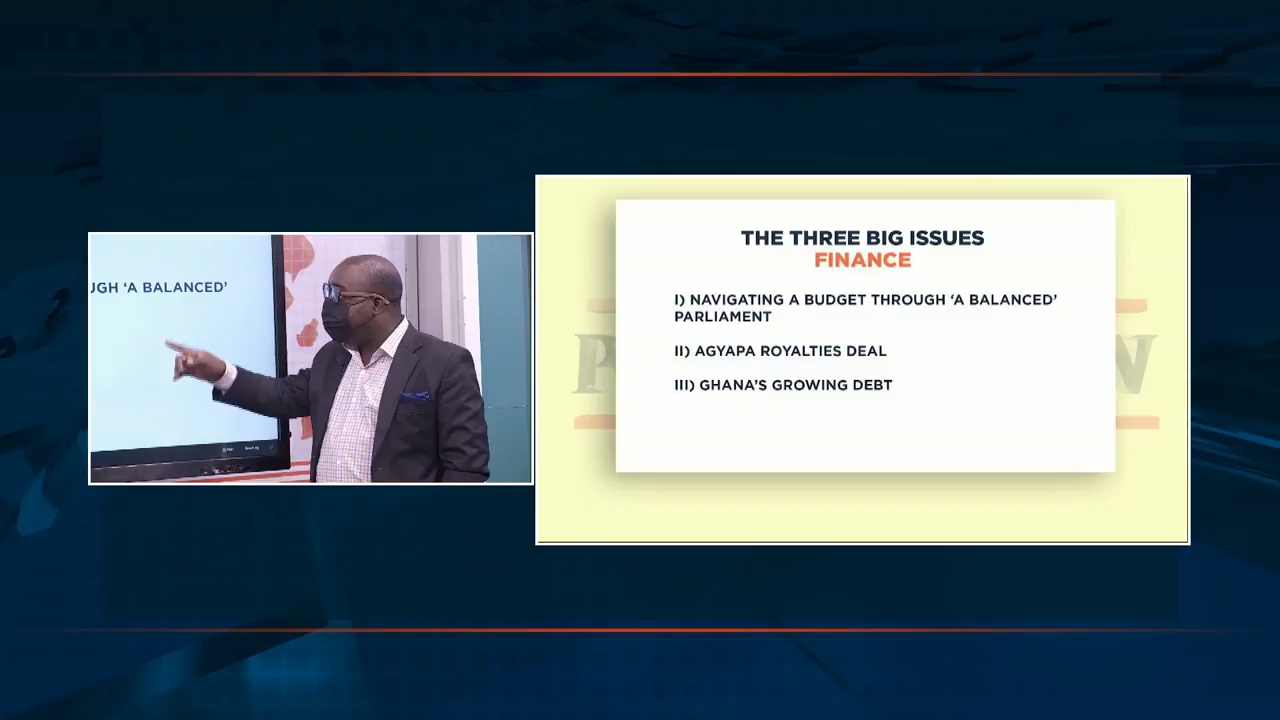 UGH 'A BALANCED'
THE THREE BIG ISSUES
FINANCE
I) NAVIGATING A BUDGET THROUGH 'A BALANCED'
PARLIAMENT
II) AGYAPA ROYALTIES DEAL
III) GHANA'S GROWING DEBT